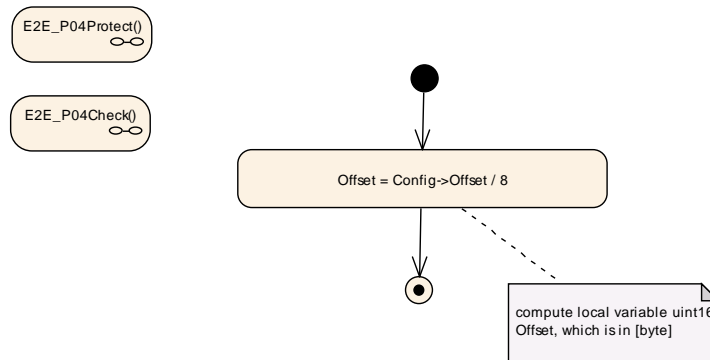 E2E_P04Protect()
E2E_P04Check()
Offset = Config->Offset / 8
compute local variable uint16
Offset, which is in [byte]